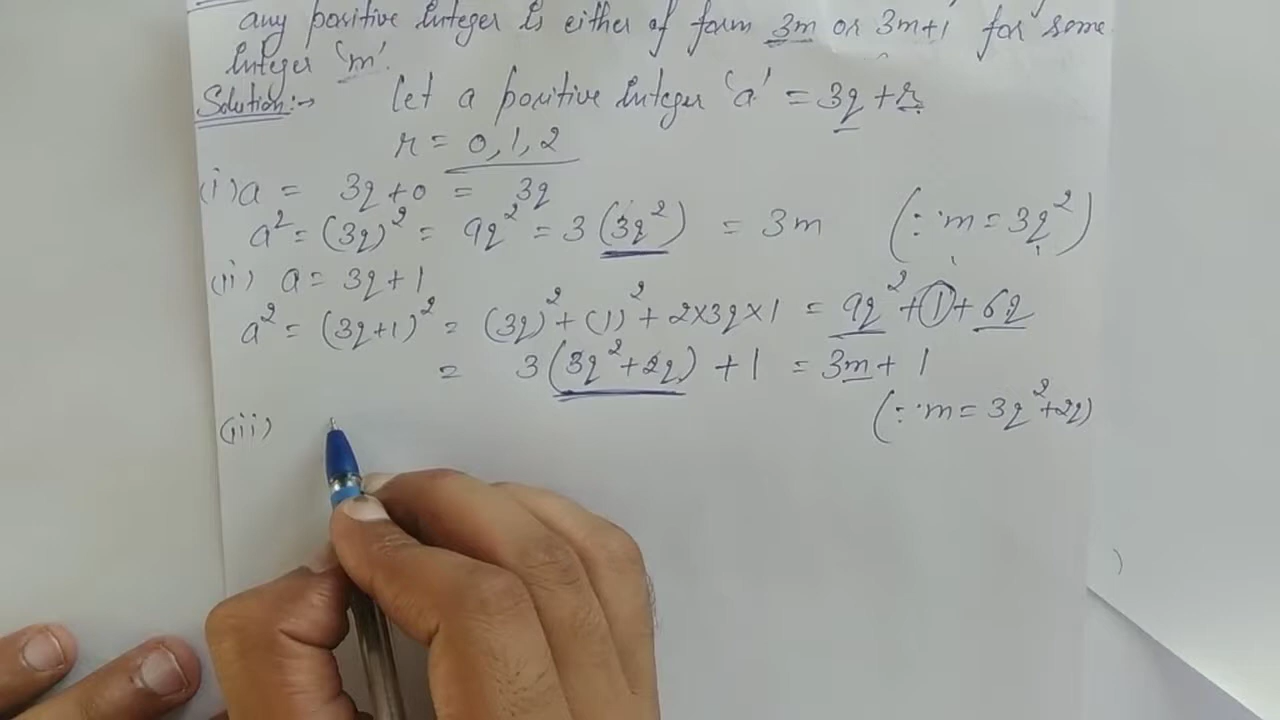 any positive integer is either of form 3m or 3m+1 for some
integer 'm'.
Solution:→ let a positive integer 'a' = 3q + r
r = 0, 1, 2
(i) a = 3q + 0 = 3q
a² = (3q)² = 9q² = 3(3q²) = 3m (∵ m = 3q²)
(ii) a = 3q + 1
a² = (3q+1)² = (3q)² + (1)² + 2×3q×1 = 9q² + 1 + 6q
= 3(3q² + 2q) + 1 = 3m + 1
(∵ m = 3q² + 2q)
(iii)